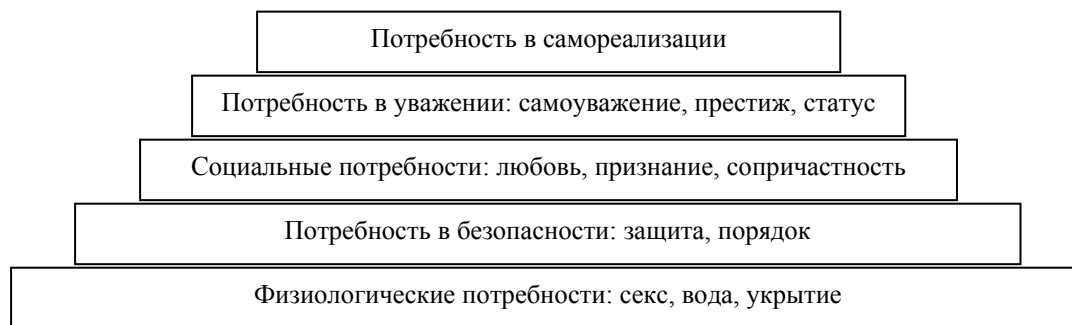 Потребность в самореализации
Потребность в уважении: самоуважение, престиж, статус
Социальные потребности: любовь, признание, сопричастность
Потребность в безопасности: защита, порядок
Физиологические потребности: секс, вода, укрытие